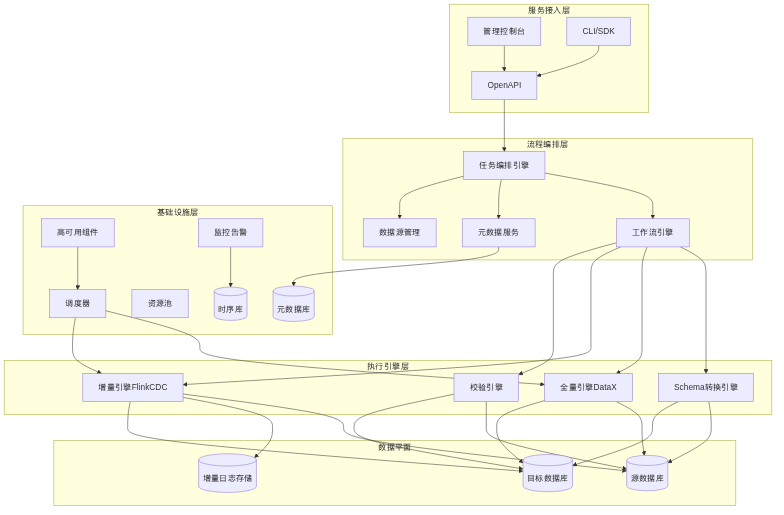 服务接入层
管理控制台
CLI/SDK
OpenAPI
流程编排层
任务编排引擎
数据源管理
元数据服务
工作流引擎
基础设施层
高可用组件
监控告警
调度器
资源池
时序库
元数据库
执行引擎层
增量引擎FlinkCDC
校验引擎
全量引擎DataX
Schema转换引擎
数据平面
增量日志存储
目标数据库
源数据库